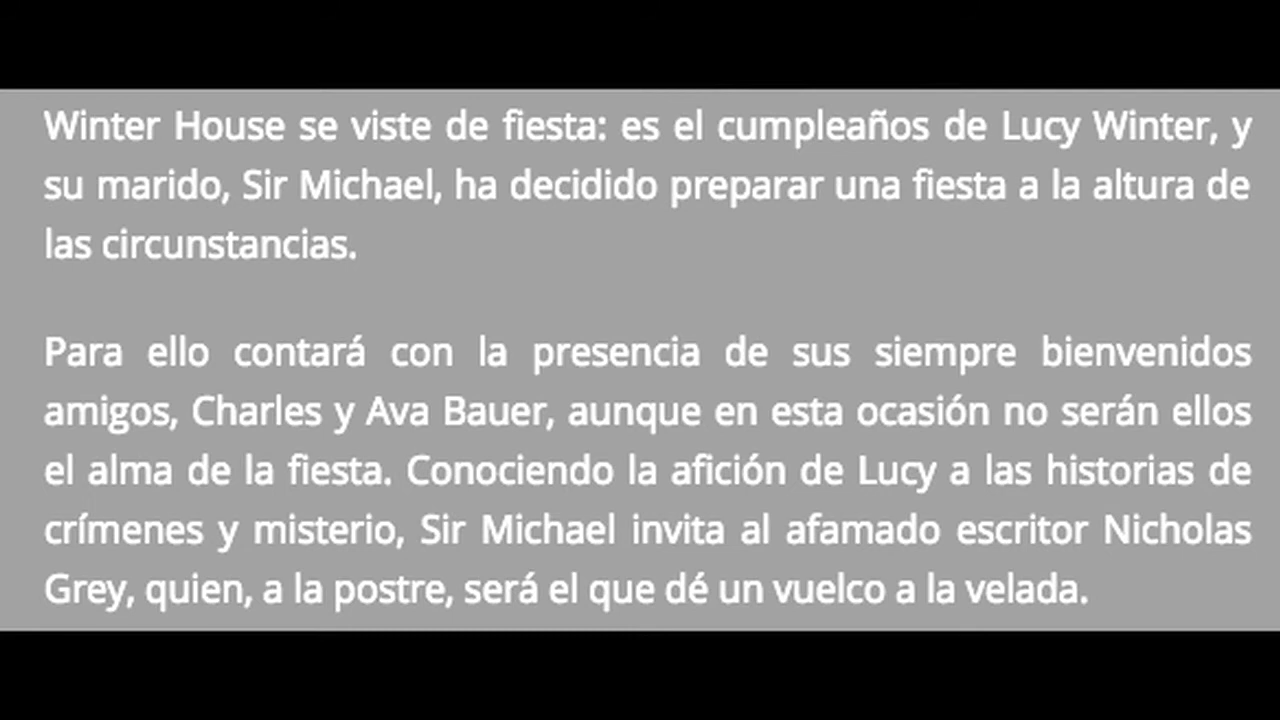 Winter House se viste de fiesta: es el cumpleaños de Lucy Winter, y
su marido, Sir Michael, ha decidido preparar una fiesta a la altura de
las circunstancias.
Para ello contará con la presencia de sus siempre bienvenidos
amigos, Charles y Ava Bauer, aunque en esta ocasión no serán ellos
el alma de la fiesta. Conociendo la afición de Lucy a las historias de
crímenes y misterio, Sir Michael invita al afamado escritor Nicholas
Grey, quien, a la postre, será el que dé un vuelco a la velada.